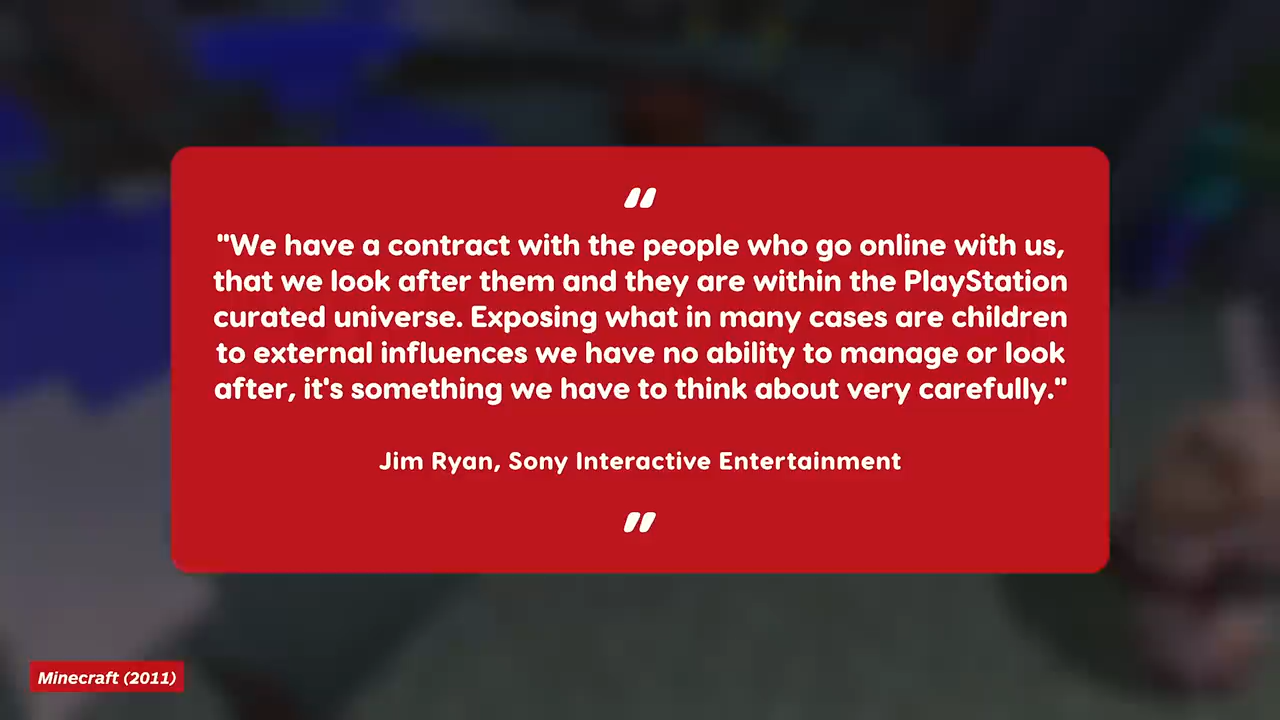 "
"We have a contract with the people who go online with us,
that we look after them and they are within the PlayStation
curated universe. Exposing what in many cases are children
to external influences we have no ability to manage or look
after, it's something we have to think about very carefully."
Jim Ryan, Sony Interactive Entertainment
"
Minecraft (2011)